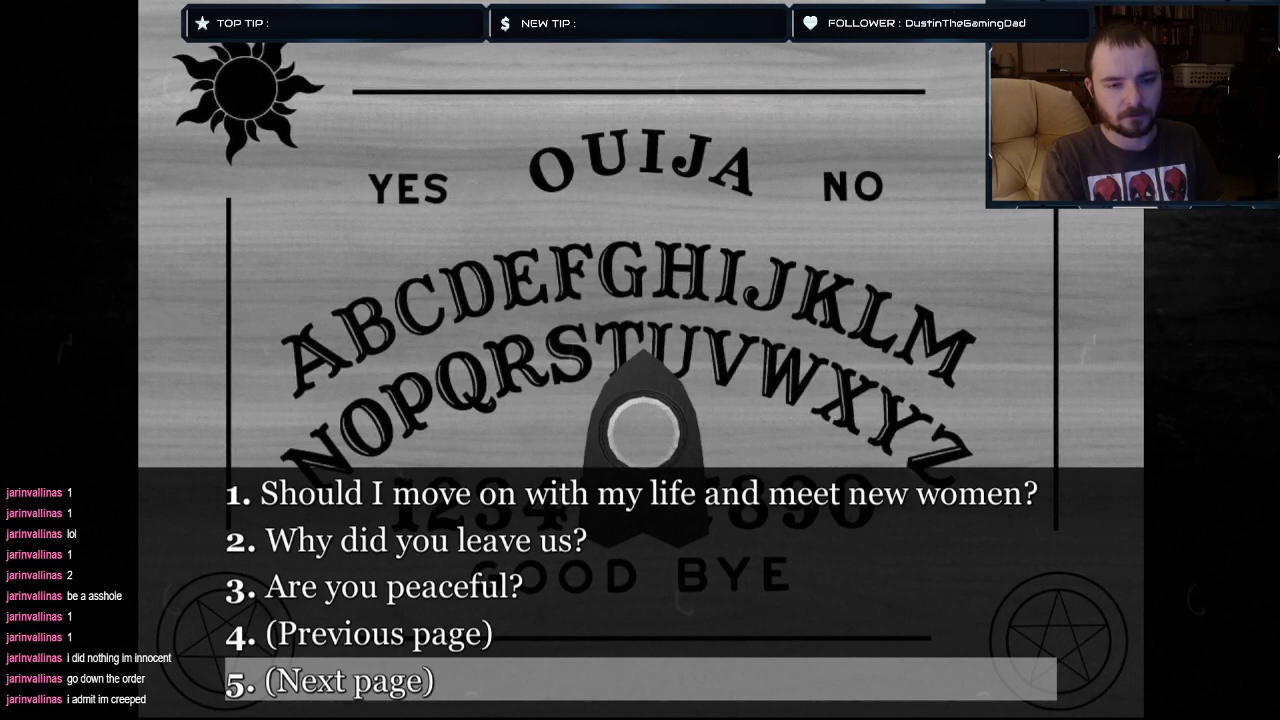 TOP TIP :
NEW TIP :
FOLLOWER : DustinTheGamingDad
OUIJA
YES
NO
ABCDEFGHIJKLM
NOPQRSTUVWXYZ
1234 7890
GOOD BYE
1. Should I move on with my life and meet new women?
2. Why did you leave us?
3. Are you peaceful?
4. (Previous page)
5. (Next page)
jarinvallinas 1
jarinvallinas 1
jarinvallinas lol
jarinvallinas 1
jarinvallinas 2
jarinvallinas be a asshole
jarinvallinas 1
jarinvallinas 1
jarinvallinas i did nothing im innocent
jarinvallinas go down the order
jarinvallinas i admit im creeped